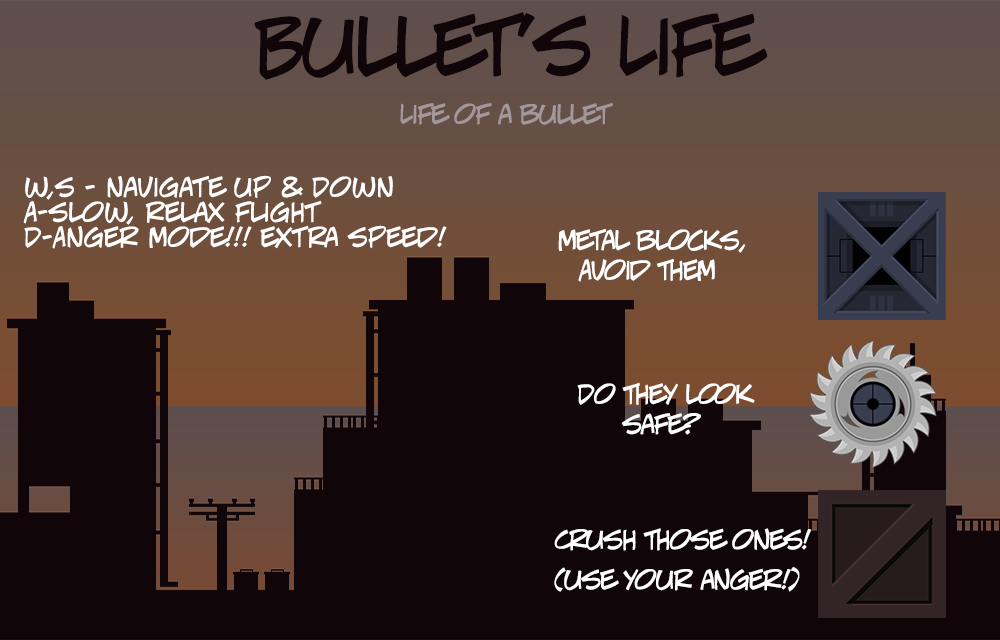 BULLET'S LIFE
LIFE OF A BULLET
W,S - NAVIGATE UP & DOWN
A-SLOW, RELAX FLIGHT
D-ANGER MODE!!! EXTRA SPEED!
METAL BLOCKS,
AVOID THEM
DO THEY LOOK
SAFE?
CRUSH THOSE ONES!
(USE YOUR ANGER!)